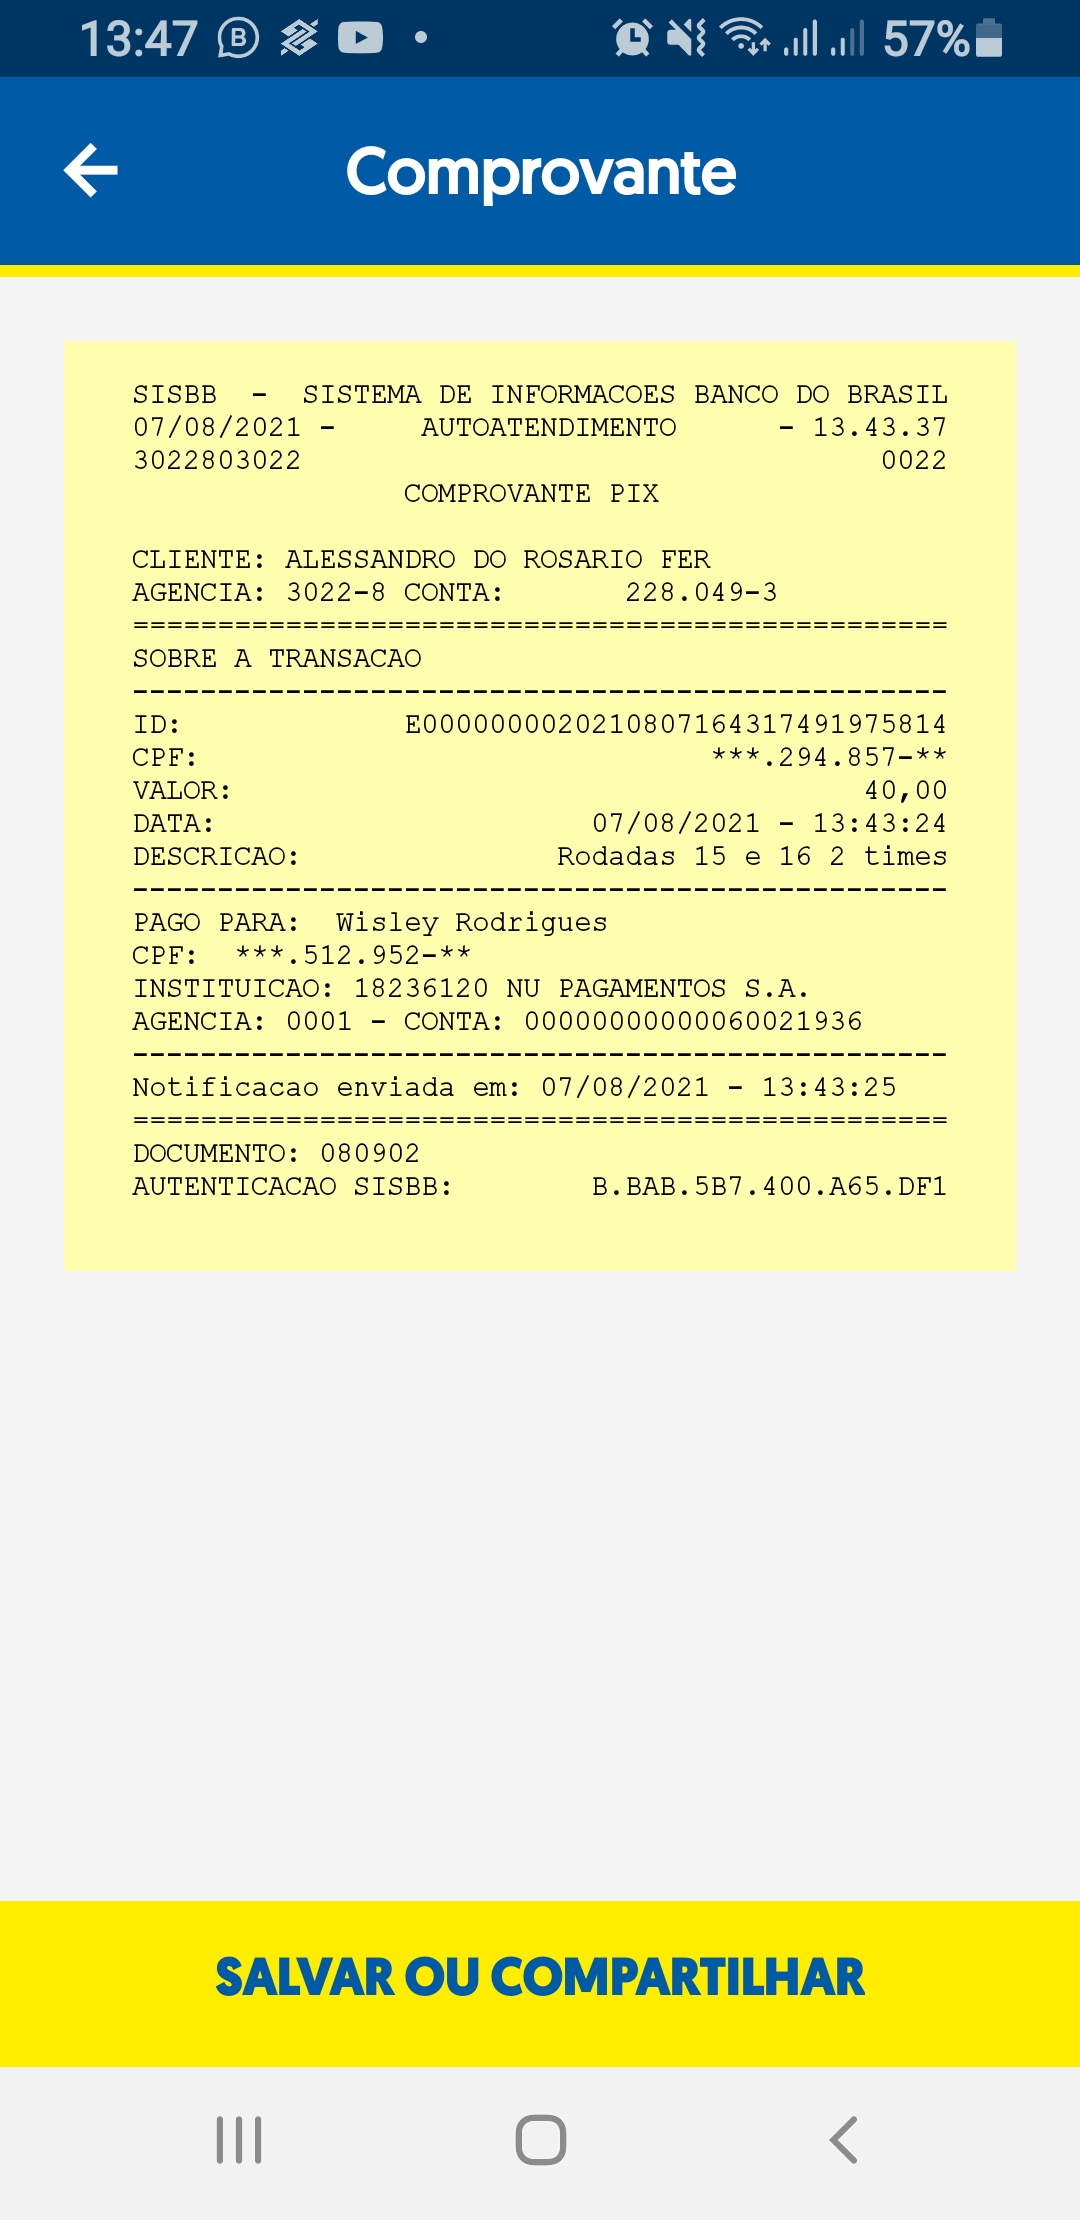 13:47 57%
Comprovante
SISBB - SISTEMA DE INFORMACOES BANCO DO BRASIL
07/08/2021 - AUTOATENDIMENTO - 13.43.37
3022803022 0022
COMPROVANTE PIX
CLIENTE: ALESSANDRO DO ROSARIO FER
AGENCIA: 3022-8 CONTA: 228.049-3
================================================
SOBRE A TRANSACAO
------------------------------------------------
ID: E0000000020210807164317491975814
CPF: ***.294.857-**
VALOR: 40,00
DATA: 07/08/2021 - 13:43:24
DESCRICAO: Rodadas 15 e 16 2 times
------------------------------------------------
PAGO PARA: Wisley Rodrigues
CPF: ***.512.952-**
INSTITUICAO: 18236120 NU PAGAMENTOS S.A.
AGENCIA: 0001 - CONTA: 00000000000060021936
------------------------------------------------
Notificacao enviada em: 07/08/2021 - 13:43:25
================================================
DOCUMENTO: 080902
AUTENTICACAO SISBB: B.BAB.5B7.400.A65.DF1
SALVAR OU COMPARTILHAR